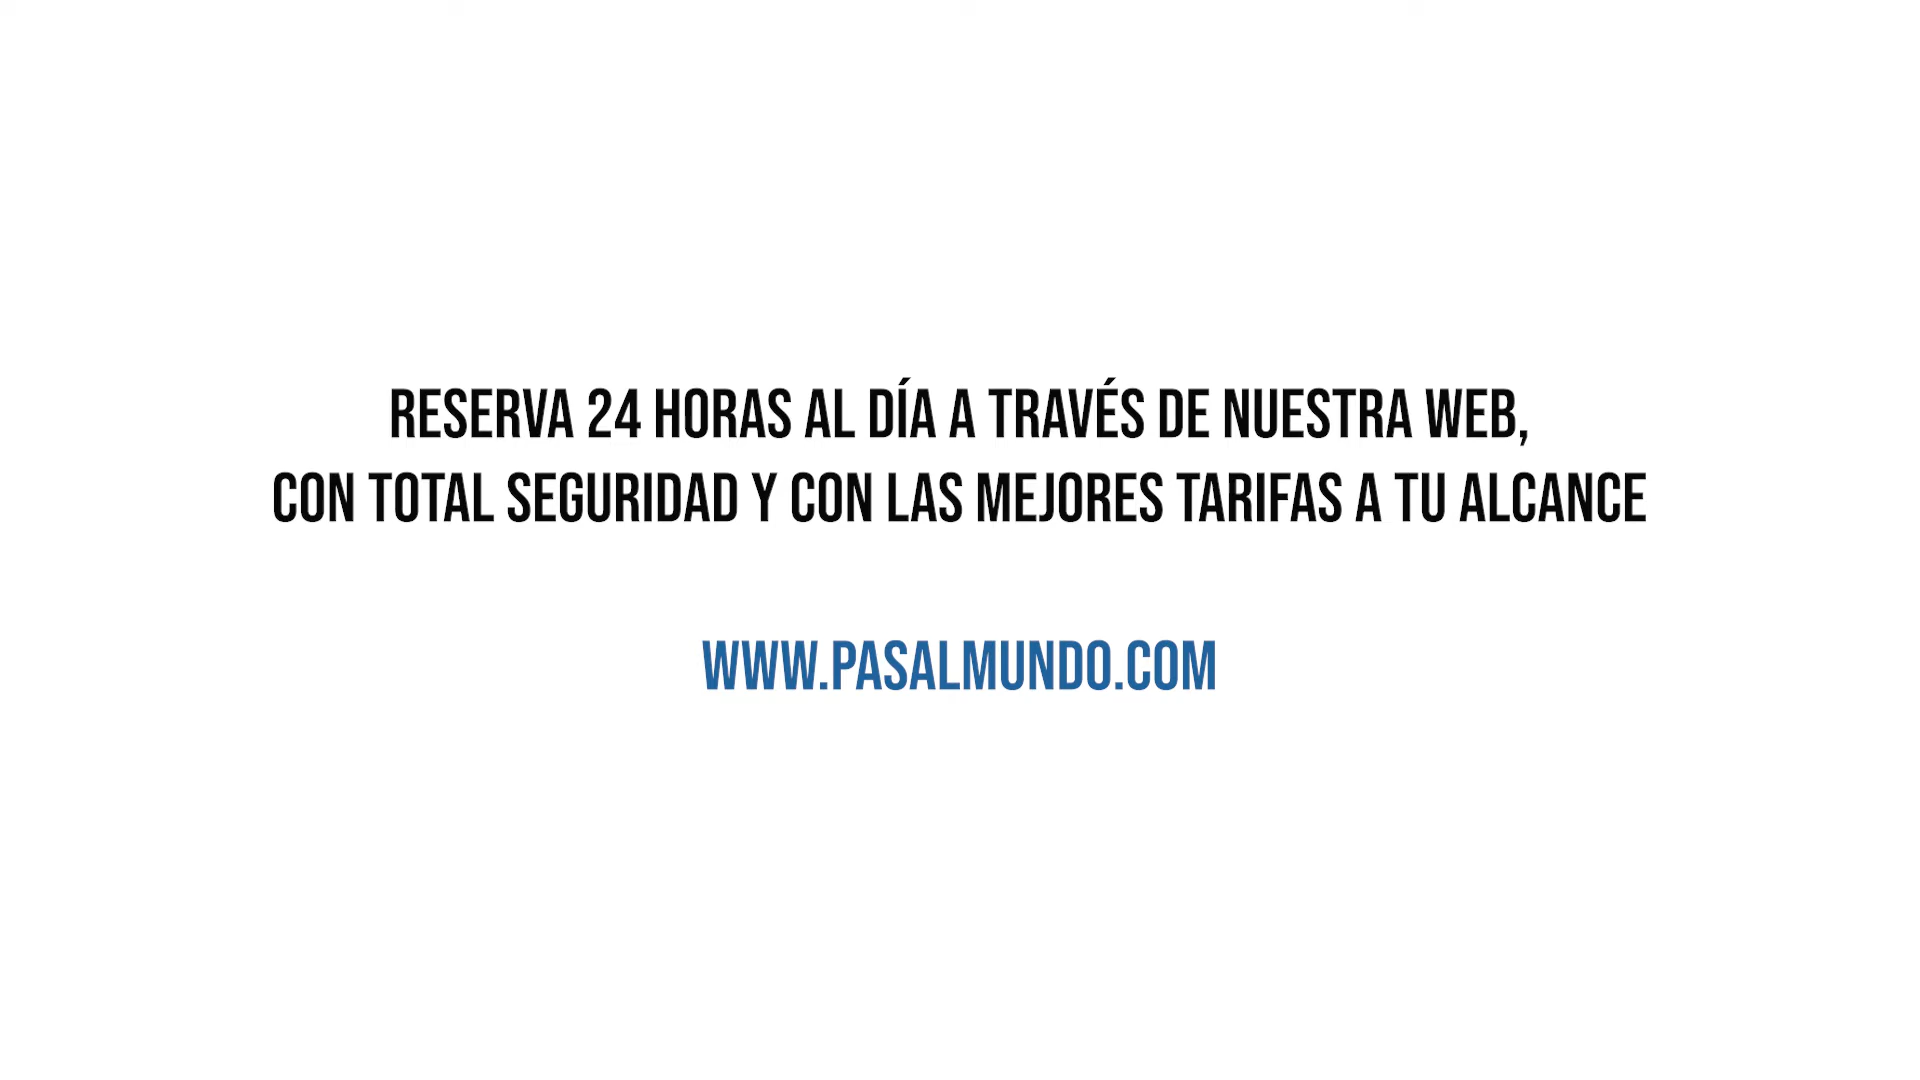 RESERVA 24 HORAS AL DÍA A TRAVÉS DE NUESTRA WEB,
CON TOTAL SEGURIDAD Y CON LAS MEJORES TARIFAS A TU ALCANCE
WWW.PASALMUNDO.COM